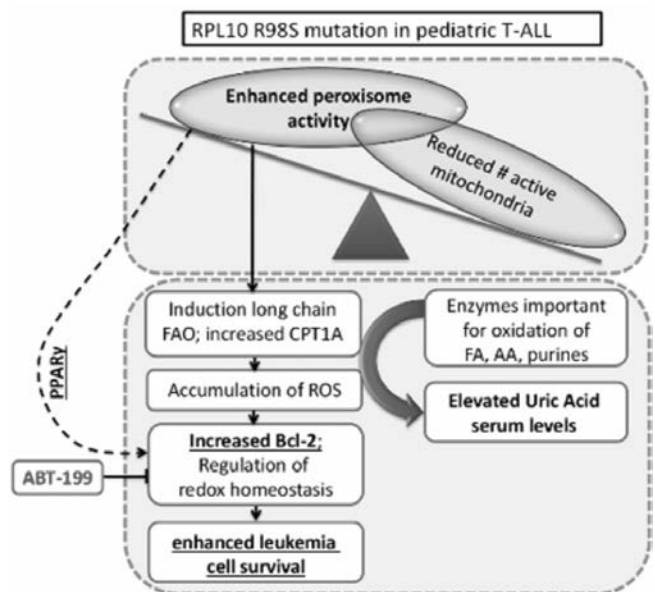 RPL10 R98S mutation in pediatric T-ALL
Enhanced peroxisome
activity
Reduced # active
mitochondria
PPARγ
Induction long chain
FAO; increased CPT1A
Accumulation of ROS
Increased Bcl-2;
Regulation of
redox homeostasis
ABT-199
enhanced leukemia
cell survival
Enzymes important
for oxidation of
FA, AA, purines
Elevated Uric Acid
serum levels